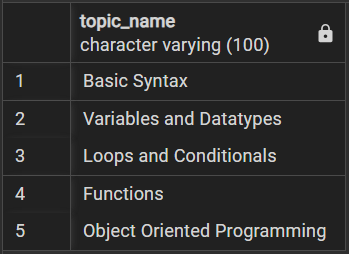 topic_name
character varying (100)
1 Basic Syntax
2 Variables and Datatypes
3 Loops and Conditionals
4 Functions
5 Object Oriented Programming